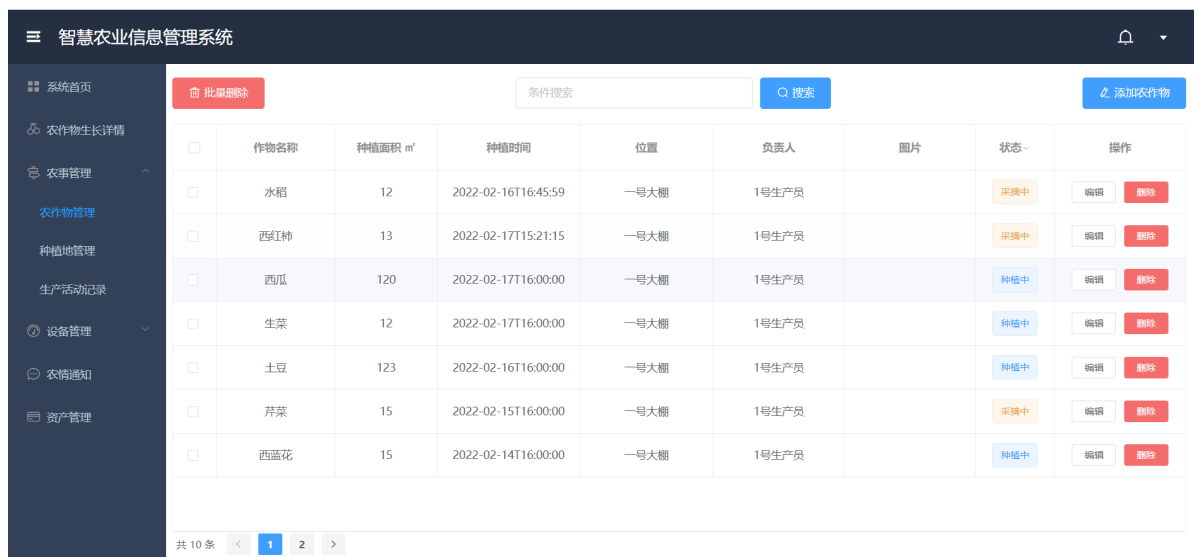 智慧农业信息管理系统
系统首页
农作物生长详情
农事管理
农作物管理
种植地管理
生产活动记录
设备管理
农情通知
资产管理
批量删除 条件搜索 搜索 添加农作物
作物名称 种植面积 ㎡ 种植时间 位置 负责人 图片 状态 操作
水稻 12 2022-02-16T16:45:59 一号大棚 1号生产员 采摘中 编辑 删除
西红柿 13 2022-02-17T15:21:15 一号大棚 1号生产员 采摘中 编辑 删除
西瓜 120 2022-02-17T16:00:00 一号大棚 1号生产员 种植中 编辑 删除
生菜 12 2022-02-17T16:00:00 一号大棚 1号生产员 种植中 编辑 删除
土豆 123 2022-02-16T16:00:00 一号大棚 1号生产员 种植中 编辑 删除
芹菜 15 2022-02-15T16:00:00 一号大棚 1号生产员 采摘中 编辑 删除
西蓝花 15 2022-02-14T16:00:00 一号大棚 1号生产员 种植中 编辑 删除
共 10 条 < 1 2 >